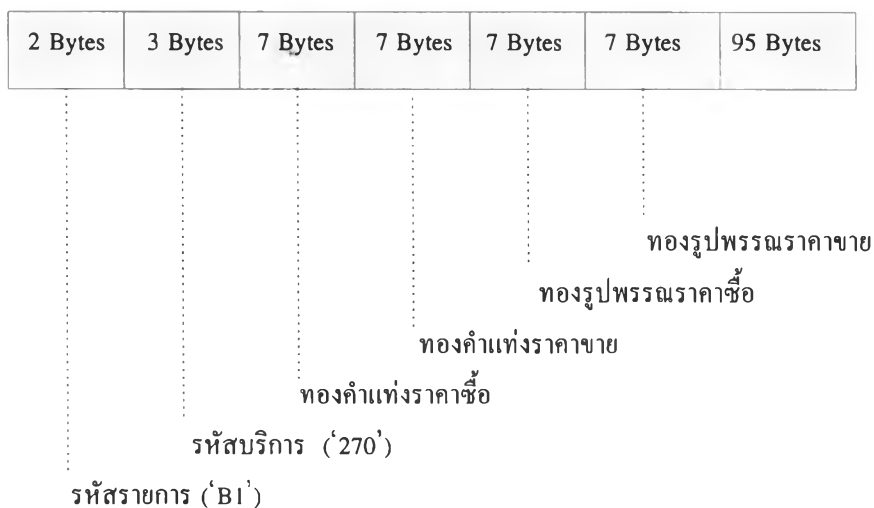 2 Bytes 3 Bytes 7 Bytes 7 Bytes 7 Bytes 7 Bytes 95 Bytes
ทองรูปพรรณราคาขาย
ทองรูปพรรณราคาซื้อ
ทองคำแท่งราคาขาย
ทองคำแท่งราคาซื้อ
รหัสบริการ (‘270’)
รหัสรายการ (‘B1’)